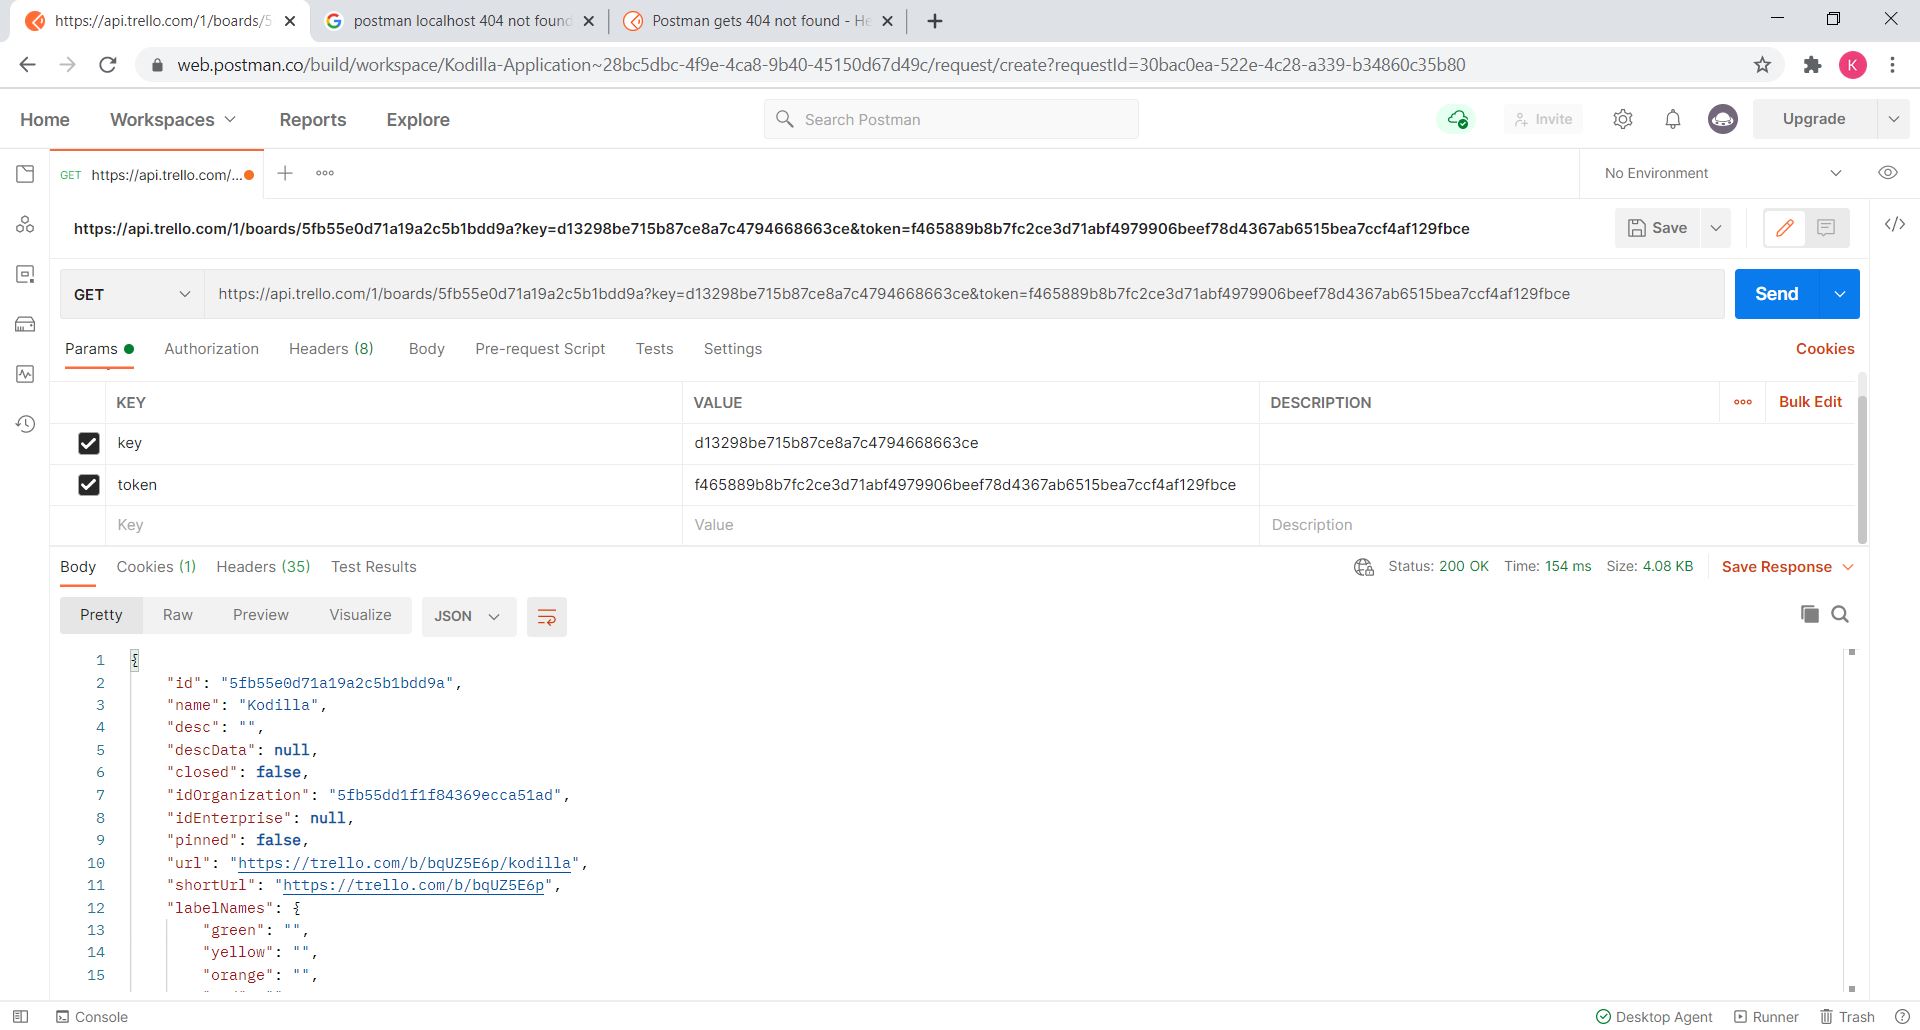 https://api.trello.com/1/boards/5
postman localhost 404 not found
Postman gets 404 not found - He
web.postman.co/build/workspace/Kodilla-Application~28bc5dbc-4f9e-4ca8-9b40-45150d67d49c/request/create?requestId=30bac0ea-522e-4c28-a339-b34860c35b80
K
Home
Workspaces
Reports
Explore
Search Postman
Invite
Upgrade
GET https://api.trello.com/...
No Environment
https://api.trello.com/1/boards/5fb55e0d71a19a2c5b1bdd9a?key=d13298be715b87ce8a7c4794668663ce&token=f465889b8b7fc2ce3d71abf4979906beef78d4367ab6515bea7ccf4af129fbce
Save
GET
https://api.trello.com/1/boards/5fb55e0d71a19a2c5b1bdd9a?key=d13298be715b87ce8a7c4794668663ce&token=f465889b8b7fc2ce3d71abf4979906beef78d4367ab6515bea7ccf4af129fbce
Send
Params
Authorization
Headers (8)
Body
Pre-request Script
Tests
Settings
Cookies
KEY
VALUE
DESCRIPTION
Bulk Edit
key
d13298be715b87ce8a7c4794668663ce
token
f465889b8b7fc2ce3d71abf4979906beef78d4367ab6515bea7ccf4af129fbce
Key
Value
Description
Body
Cookies (1)
Headers (35)
Test Results
Status: 200 OK
Time: 154 ms
Size: 4.08 KB
Save Response
Pretty
Raw
Preview
Visualize
JSON
1 {
2 "id": "5fb55e0d71a19a2c5b1bdd9a",
3 "name": "Kodilla",
4 "desc": "",
5 "descData": null,
6 "closed": false,
7 "idOrganization": "5fb55dd1f1f84369ecca51ad",
8 "idEnterprise": null,
9 "pinned": false,
10 "url": "https://trello.com/b/bqUZ5E6p/kodilla",
11 "shortUrl": "https://trello.com/b/bqUZ5E6p",
12 "labelNames": {
13 "green": "",
14 "yellow": "",
15 "orange": "",
Console
Desktop Agent
Runner
Trash